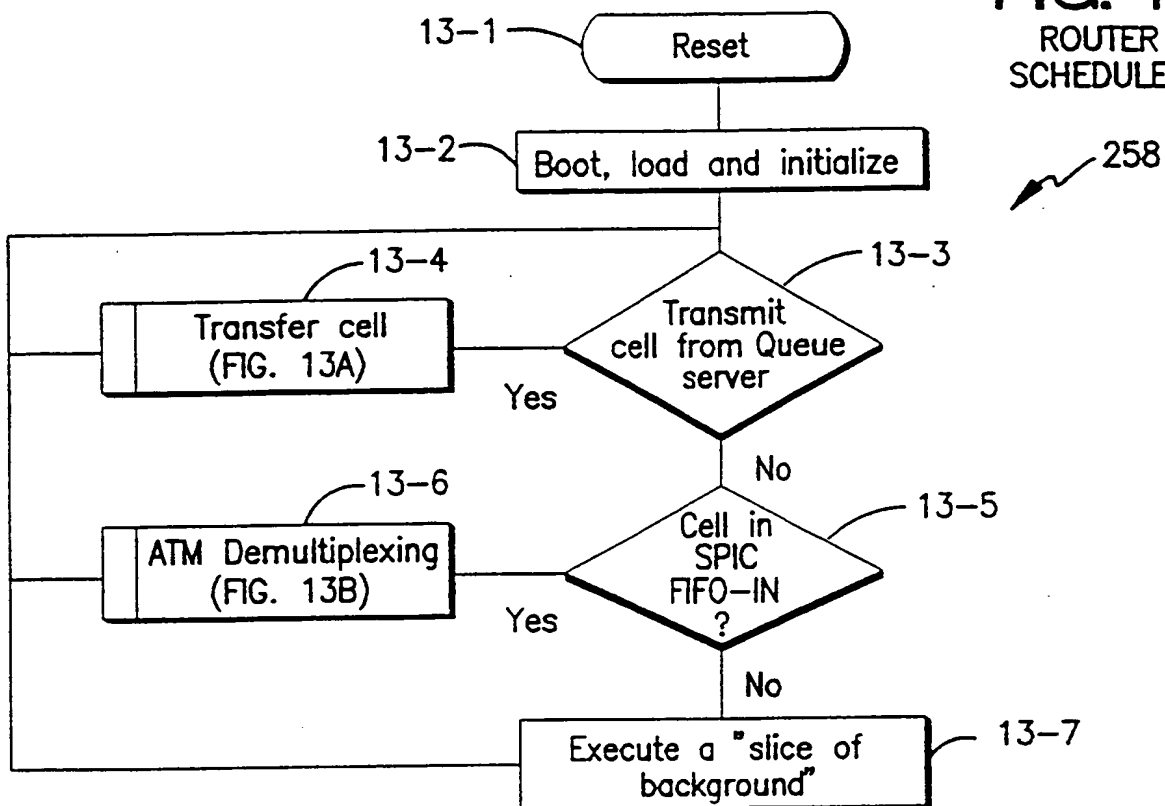 FIG. 1
ROUTER
SCHEDULE
13-1
Reset
13-2
Boot, load and initialize
258
13-4
13-3
Transfer cell
(FIG. 13A)
Transmit
cell from Queue
server
Yes
No
13-6
13-5
ATM Demultiplexing
(FIG. 13B)
Cell in
SPIC
FIFO-IN
?
Yes
No
13-7
Execute a "slice of
background"